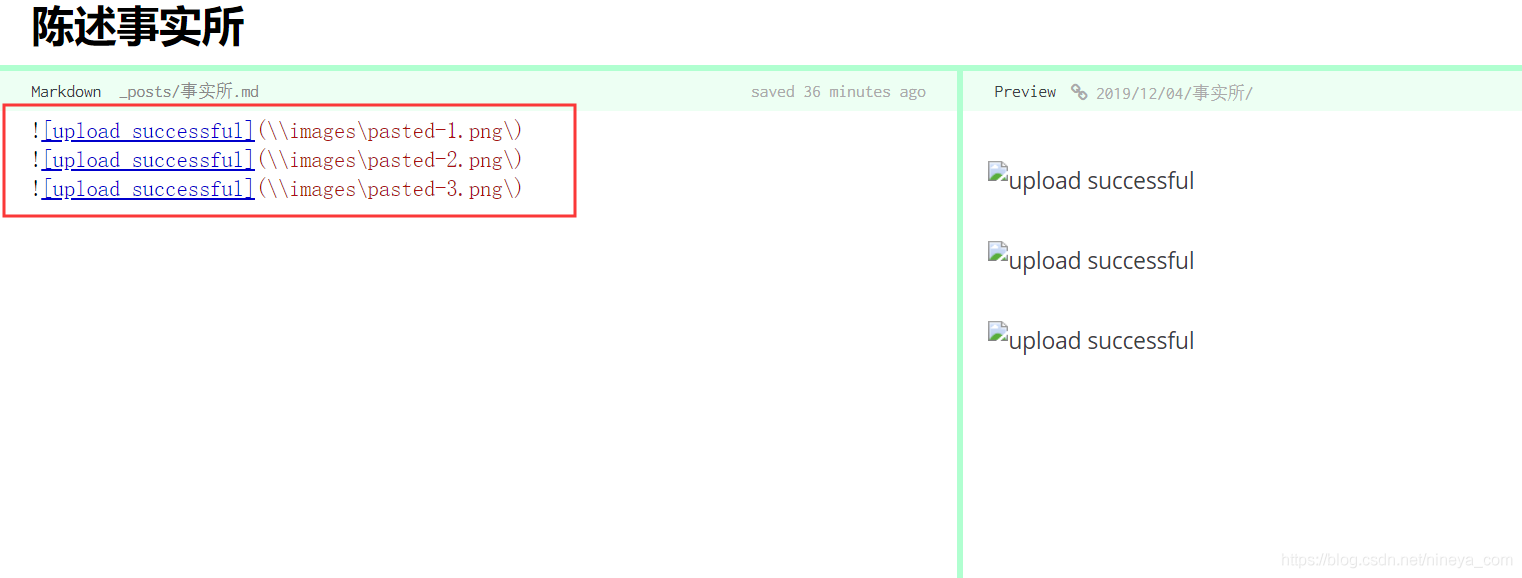 陈述事实所
Markdown _posts/事实所.md saved 36 minutes ago
Preview 2019/12/04/事实所/
![upload successful](\\images\pasted-1.png\)
![upload successful](\\images\pasted-2.png\)
![upload successful](\\images\pasted-3.png\)
upload successful
upload successful
upload successful
https://blog.csdn.net/nineya_com